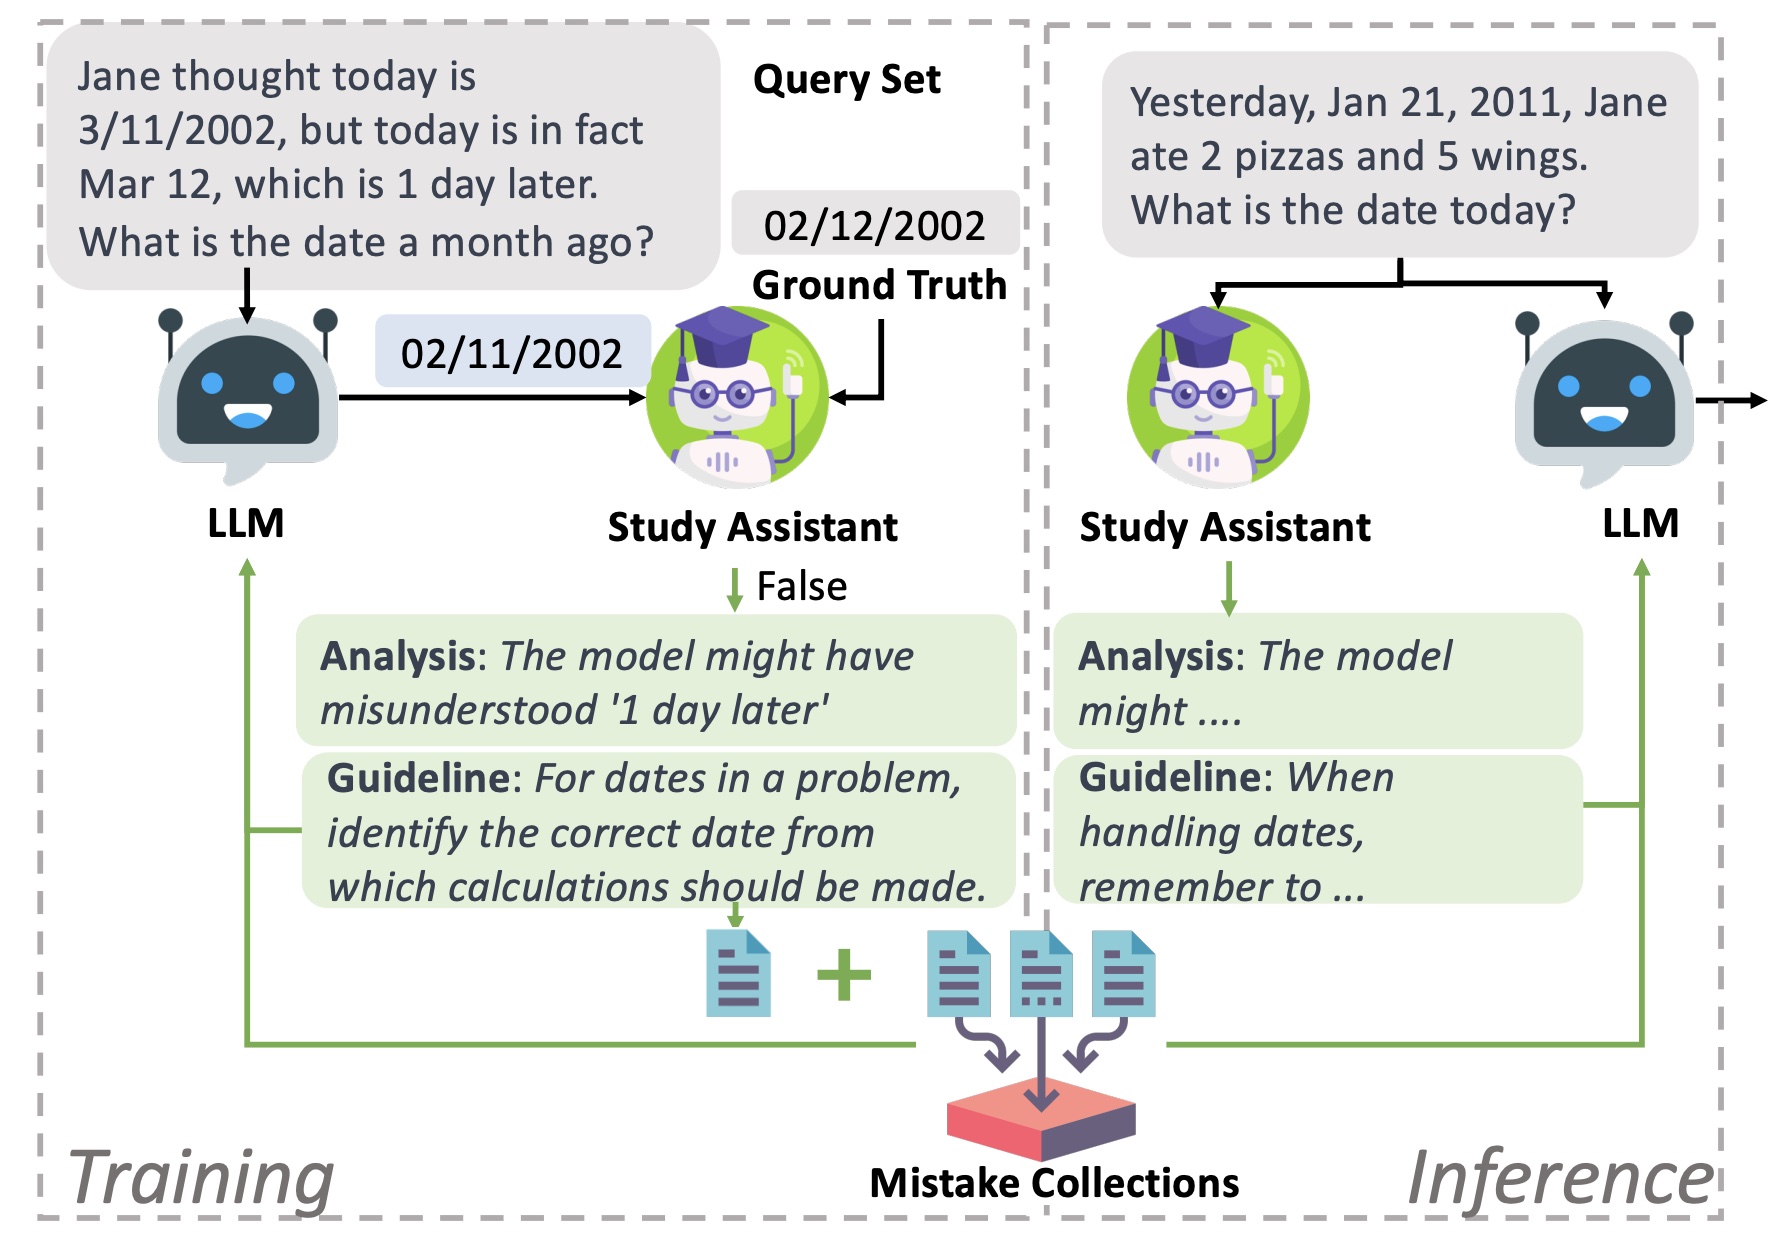 Jane thought today is
3/11/2002, but today is in fact
Mar 12, which is 1 day later.
What is the date a month ago?
Query Set
02/12/2002
Ground Truth
02/11/2002
LLM
Study Assistant
False
Analysis: The model might have
misunderstood '1 day later'
Guideline: For dates in a problem,
identify the correct date from
which calculations should be made.
Training
Yesterday, Jan 21, 2011, Jane
ate 2 pizzas and 5 wings.
What is the date today?
Study Assistant
LLM
Analysis: The model
might ....
Guideline: When
handling dates,
remember to ...
Mistake Collections
Inference